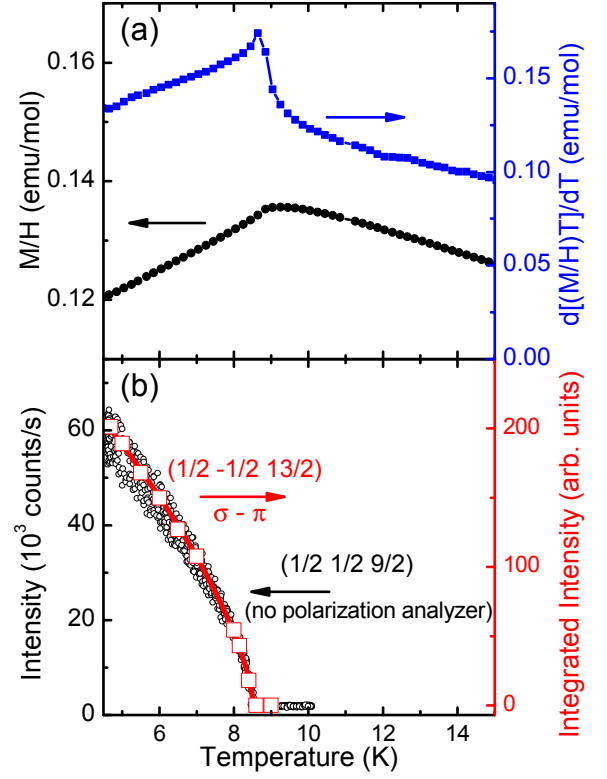 (a)
M/H (emu/mol)
0.16
0.14
0.12
d[(M/H)T]/dT (emu/mol)
0.15
0.10
0.05
0.00
(b)
Intensity (10³ counts/s)
60
40
20
0
(1/2 -1/2 13/2)
σ - π
(1/2 1/2 9/2)
(no polarization analyzer)
Integrated Intensity (arb. units)
200
100
0
6 8 10 12 14
Temperature (K)